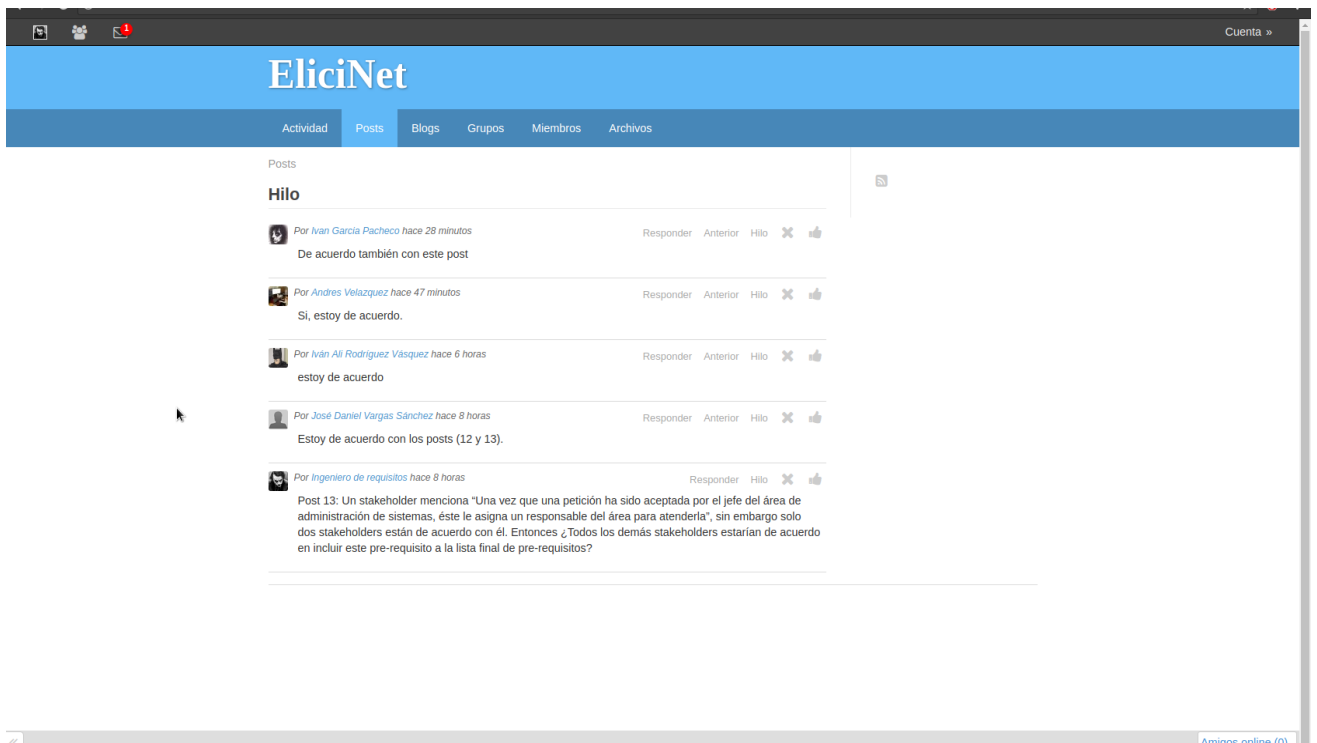 1
Cuenta »
EliciNet
Actividad Posts Blogs Grupos Miembros Archivos
Posts
Hilo
Por Ivan Garcia Pacheco hace 28 minutos Responder Anterior Hilo
De acuerdo también con este post
Por Andres Velazquez hace 47 minutos Responder Anterior Hilo
Si, estoy de acuerdo.
Por Iván Ali Rodríguez Vásquez hace 6 horas Responder Anterior Hilo
estoy de acuerdo
Por José Daniel Vargas Sánchez hace 8 horas Responder Anterior Hilo
Estoy de acuerdo con los posts (12 y 13).
Por Ingeniero de requisitos hace 8 horas Responder Hilo
Post 13: Un stakeholder menciona “Una vez que una petición ha sido aceptada por el jefe del área de
administración de sistemas, éste le asigna un responsable del área para atenderla”, sin embargo solo
dos stakeholders están de acuerdo con él. Entonces ¿Todos los demás stakeholders estarían de acuerdo
en incluir este pre-requisito a la lista final de pre-requisitos?
Amigos online (0)